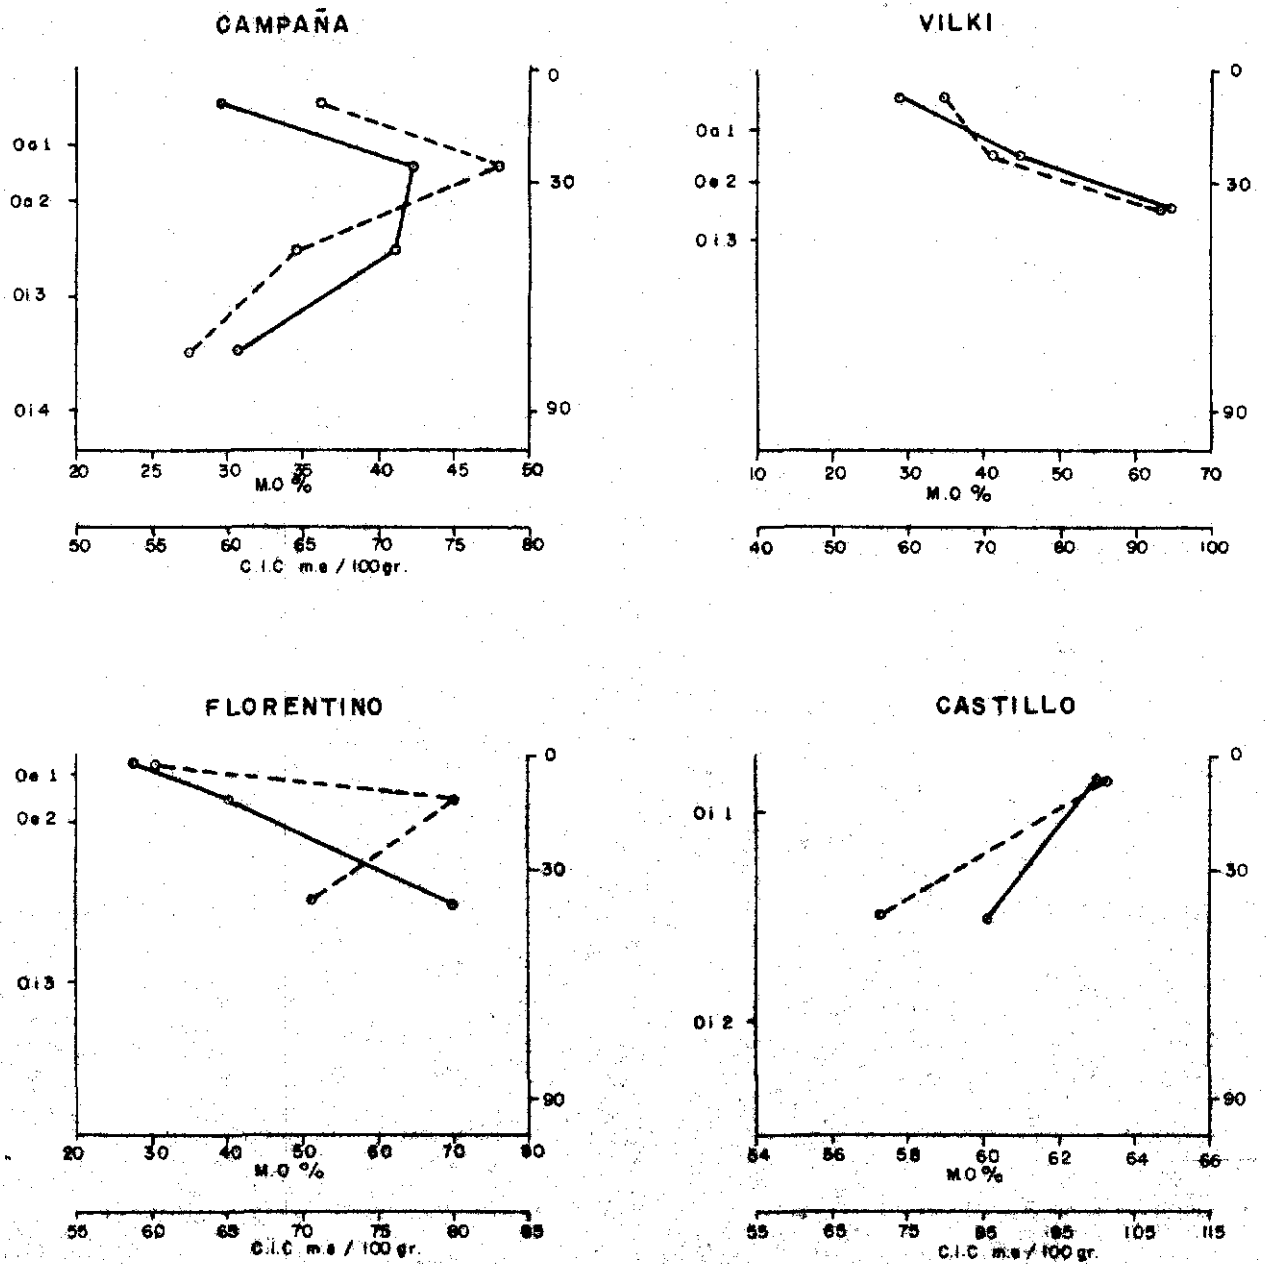 CAMPAÑA
0
Oa 1
30
Oa 2
Oi 3
Oi 4
90
20 25 30 35 40 45 50
M.O %
50 55 60 65 70 75 80
C.I.C m.e / 100 gr.
VILKI
0
Oa 1
Oe 2
30
Oi.3
90
10 20 30 40 50 60 70
M.O %
40 50 60 70 80 90 100
FLORENTINO
0
Oe 1
Oe 2
30
Oi3
90
20 30 40 50 60 70 80
M.O %
55 60 65 70 75 80 85
C.I.C m.e / 100 gr.
CASTILLO
0
Oi 1
30
Oi 2
90
54 56 58 60 62 64 66
M.O %
55 65 75 85 95 105 115
C.I.C m.e / 100 gr.